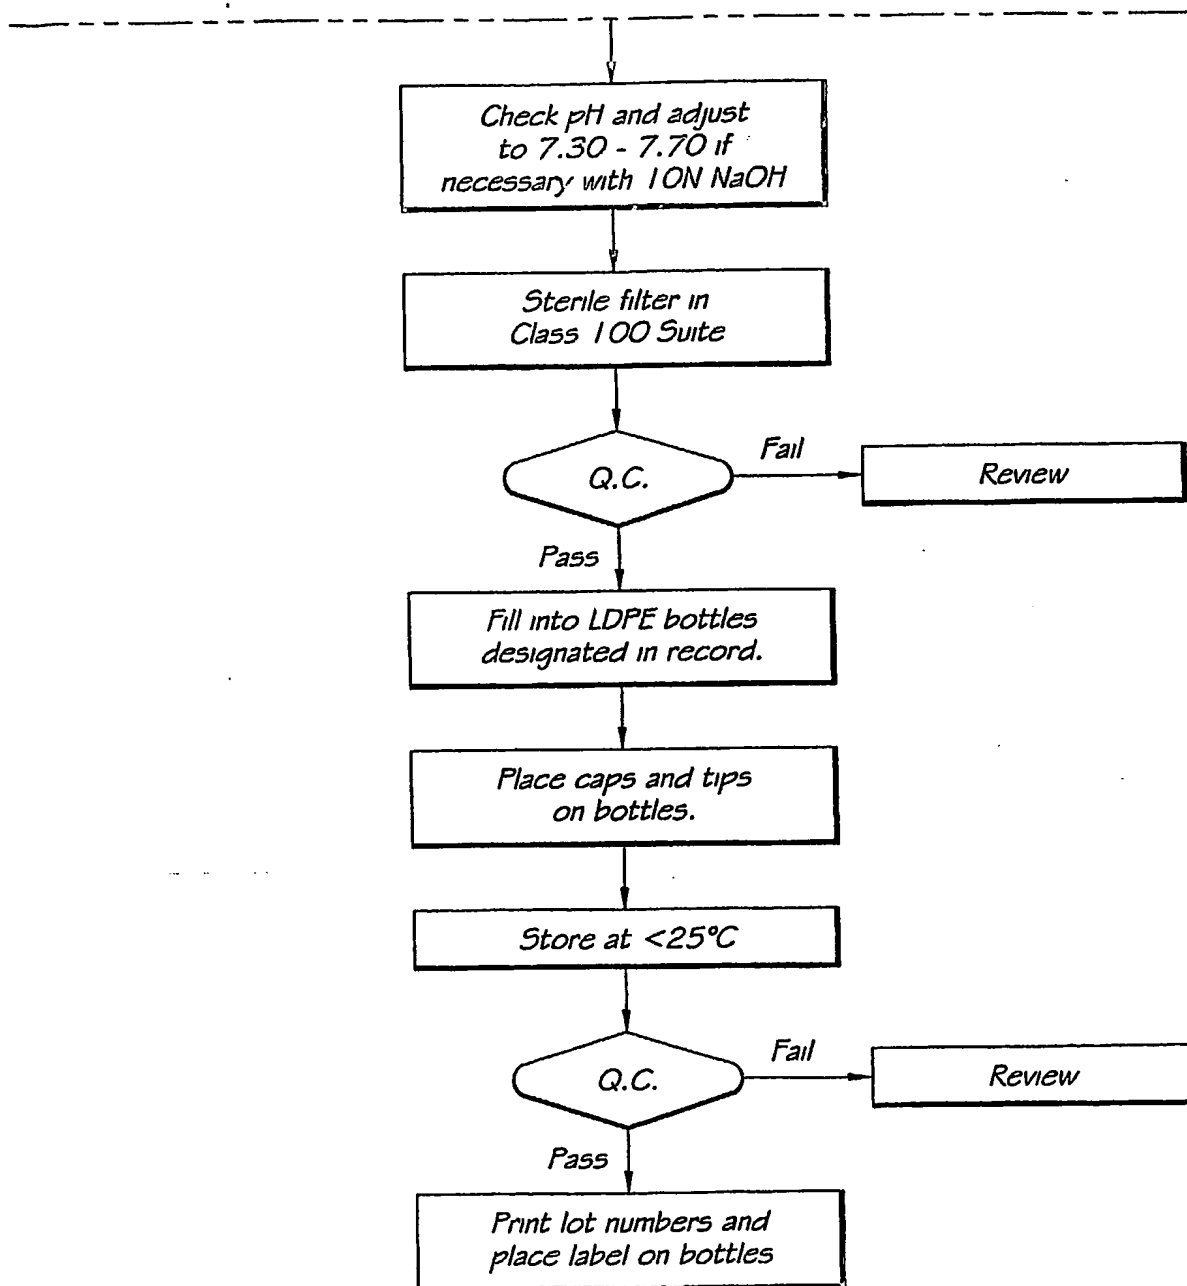 Check pH and adjust
to 7.30 - 7.70 if
necessary with 10N NaOH
Sterile filter in
Class 100 Suite
Q.C.
Fail
Review
Pass
Fill into LDPE bottles
designated in record.
Place caps and tips
on bottles.
Store at <25°C
Q.C.
Fail
Review
Pass
Print lot numbers and
place label on bottles